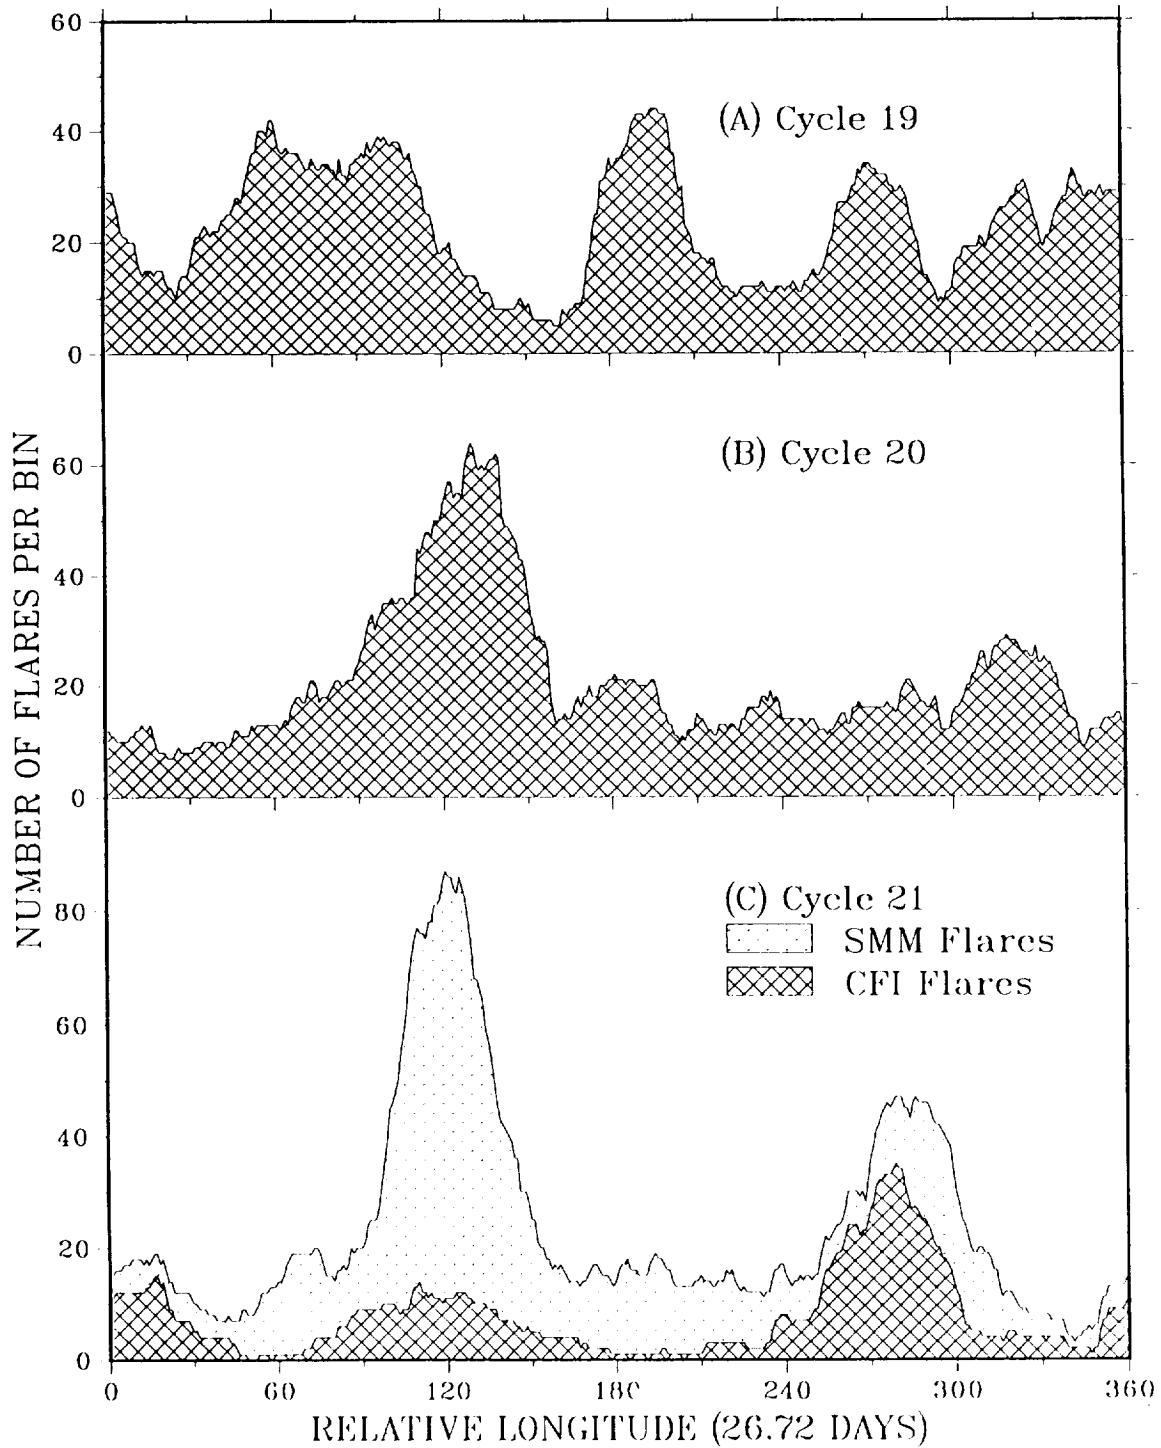 NUMBER OF FLARES PER BIN
60
40
20
0
(A) Cycle 19
60
40
20
0
(B) Cycle 20
80
60
40
20
0
(C) Cycle 21
SMM Flares
CFI Flares
0 60 120 180 240 300 360
RELATIVE LONGITUDE (26.72 DAYS)